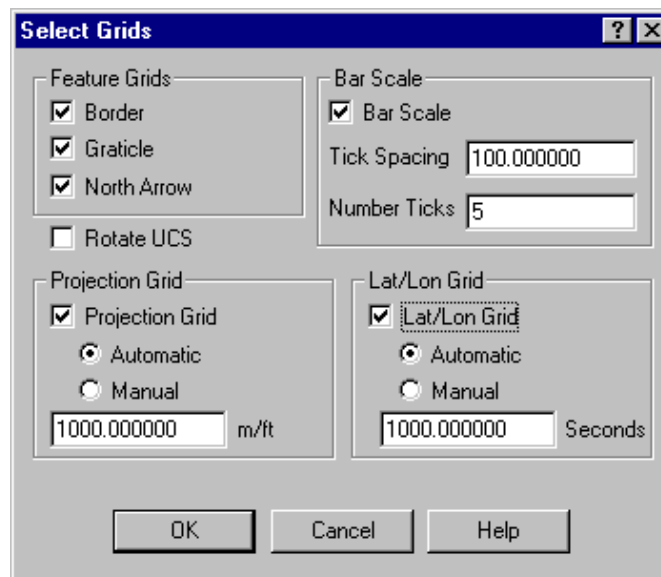 Select Grids
Feature Grids
Border
Graticle
North Arrow
Rotate UCS
Bar Scale
Bar Scale
Tick Spacing 100.000000
Number Ticks 5
Projection Grid
Projection Grid
Automatic
Manual
1000.000000 m/ft
Lat/Lon Grid
Lat/Lon Grid
Automatic
Manual
1000.000000 Seconds
OK Cancel Help